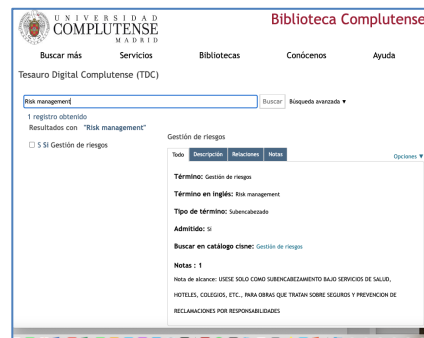 UNIVERSIDAD
COMPLUTENSE
MADRID
Biblioteca Complutense
Buscar más Servicios Bibliotecas Conócenos Ayuda
Tesauro Digital Complutense (TDC)
Risk management Buscar Búsqueda avanzada ▼
1 registro obtenido
Resultados con "Risk management"
S Sí Gestión de riesgos
Gestión de riesgos
Todo Descripción Relaciones Notas Opciones ▼
Término: Gestión de riesgos
Término en inglés: Risk management
Tipo de término: Subencabezado
Admitido: Sí
Buscar en catálogo cisne: Gestión de riesgos
Notas : 1
Nota de alcance: USESE SOLO COMO SUBENCABEZAMIENTO BAJO SERVICIOS DE SALUD,
HOTELES, COLEGIOS, ETC., PARA OBRAS QUE TRATAN SOBRE SEGUROS Y PREVENCION DE
RECLAMACIONES POR RESPONSABILIDADES